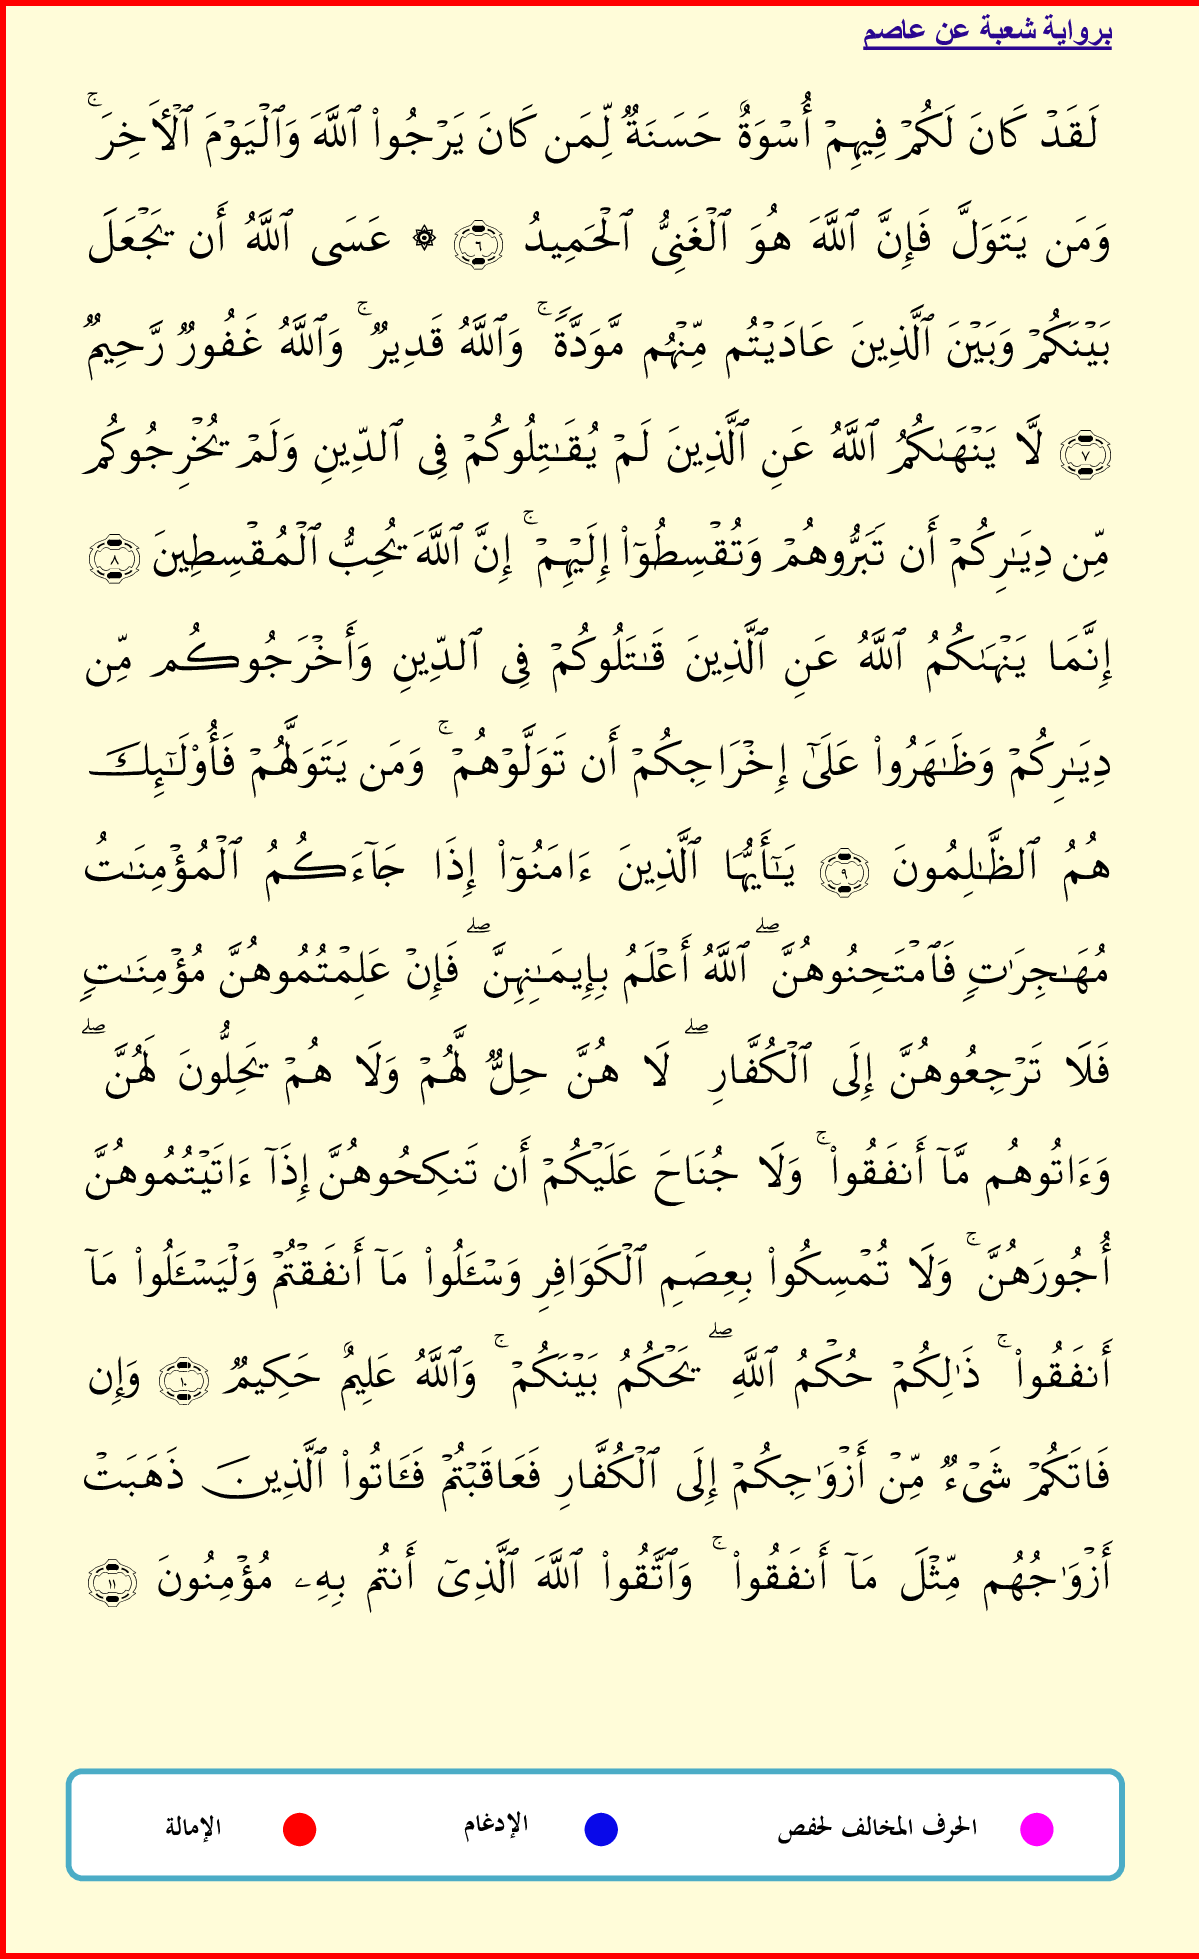 برواية شعبة عن عاصم
لَقَدۡ كَانَ لَكُمۡ فِيهِمۡ أُسۡوَةٌ حَسَنَةٞ لِّمَن كَانَ يَرۡجُواْ ٱللَّهَ وَٱلۡيَوۡمَ ٱلۡأٓخِرَۚ
وَمَن يَتَوَلَّ فَإِنَّ ٱللَّهَ هُوَ ٱلۡغَنِيُّ ٱلۡحَمِيدُ ٦ ۞ عَسَى ٱللَّهُ أَن يَجۡعَلَ
بَيۡنَكُمۡ وَبَيۡنَ ٱلَّذِينَ عَادَيۡتُم مِّنۡهُم مَّوَدَّةٗۚ وَٱللَّهُ قَدِيرٞۚ وَٱللَّهُ غَفُورٞ رَّحِيمٞ
٧ لَّا يَنۡهَىٰكُمُ ٱللَّهُ عَنِ ٱلَّذِينَ لَمۡ يُقَٰتِلُوكُمۡ فِي ٱلدِّينِ وَلَمۡ يُخۡرِجُوكُم
مِّن دِيَٰرِكُمۡ أَن تَبَرُّوهُمۡ وَتُقۡسِطُوٓاْ إِلَيۡهِمۡۚ إِنَّ ٱللَّهَ يُحِبُّ ٱلۡمُقۡسِطِينَ ٨
إِنَّمَا يَنۡهَىٰكُمُ ٱللَّهُ عَنِ ٱلَّذِينَ قَٰتَلُوكُمۡ فِي ٱلدِّينِ وَأَخۡرَجُوكُم مِّن
دِيَٰرِكُمۡ وَظَٰهَرُواْ عَلَىٰٓ إِخۡرَاجِكُمۡ أَن تَوَلَّوۡهُمۡۚ وَمَن يَتَوَلَّهُمۡ فَأُوْلَٰٓئِكَ
هُمُ ٱلظَّٰلِمُونَ ٩ يَٰٓأَيُّهَا ٱلَّذِينَ ءَامَنُوٓاْ إِذَا جَآءَكُمُ ٱلۡمُؤۡمِنَٰتُ
مُهَٰجِرَٰتٖ فَٱمۡتَحِنُوهُنَّۖ ٱللَّهُ أَعۡلَمُ بِإِيمَٰنِهِنَّۖ فَإِنۡ عَلِمۡتُمُوهُنَّ مُؤۡمِنَٰتٖ
فَلَا تَرۡجِعُوهُنَّ إِلَى ٱلۡكُفَّارِۖ لَا هُنَّ حِلّٞ لَّهُمۡ وَلَا هُمۡ يَحِلُّونَ لَهُنَّۖ
وَءَاتُوهُم مَّآ أَنفَقُواْۚ وَلَا جُنَاحَ عَلَيۡكُمۡ أَن تَنكِحُوهُنَّ إِذَآ ءَاتَيۡتُمُوهُنَّ
أُجُورَهُنَّۚ وَلَا تُمۡسِكُواْ بِعِصَمِ ٱلۡكَوَافِرِ وَسۡـَٔلُواْ مَآ أَنفَقۡتُمۡ وَلۡيَسۡـَٔلُواْ مَآ
أَنفَقُواْۚ ذَٰلِكُمۡ حُكۡمُ ٱللَّهِۖ يَحۡكُمُ بَيۡنَكُمۡۚ وَٱللَّهُ عَلِيمٌ حَكِيمٞ ١٠ وَإِن
فَاتَكُمۡ شَيۡءٞ مِّنۡ أَزۡوَٰجِكُمۡ إِلَى ٱلۡكُفَّارِ فَعَاقَبۡتُمۡ فَـَٔاتُواْ ٱلَّذِينَ ذَهَبَتۡ
أَزۡوَٰجُهُم مِّثۡلَ مَآ أَنفَقُواْۚ وَٱتَّقُواْ ٱللَّهَ ٱلَّذِيٓ أَنتُم بِهِۦ مُؤۡمِنُونَ ١١
الحرف المخالف لحفص الإدغام الإمالة